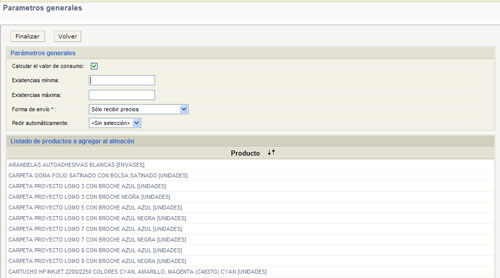 Parametros generales
Finalizar Volver
Parámetros generales
Calcular el valor de consumo:
Existencias mínima:
Existencias máxima:
Forma de envío * : Sólo recibir precios
Pedir automáticamente: <Sin selección>
Listado de productos a agregar al almacén
Producto
ARANDELAS AUTOADHESIVAS BLANCAS [ENVASES]
CARPETA GOMA FOLIO SATINADO CON BOLSA SATINADO [UNIDADES]
CARPETA PROYECTO LOMO 3 CON BROCHE AZUL [UNIDADES]
CARPETA PROYECTO LOMO 3 CON BROCHE NEGRA [UNIDADES]
CARPETA PROYECTO LOMO 5 CON BROCHE AZUL AZUL [UNIDADES]
CARPETA PROYECTO LOMO 5 CON BROCHE AZUL NEGRA [UNIDADES]
CARPETA PROYECTO LOMO 7 CON BROCHE AZUL AZUL [UNIDADES]
CARPETA PROYECTO LOMO 7 CON BROCHE AZUL NEGRA [UNIDADES]
CARPETA PROYECTO LOMO 9 CON BROCHE AZUL AZUL [UNIDADES]
CARPETA PROYECTO LOMO 9 CON BROCHE AZUL NEGRA [UNIDADES]
CARTUCHO HP INKJET 2200/2250 COLORES CYAN, AMARILLO, MAGENTA (C4837G) CYAN [UNIDADES]